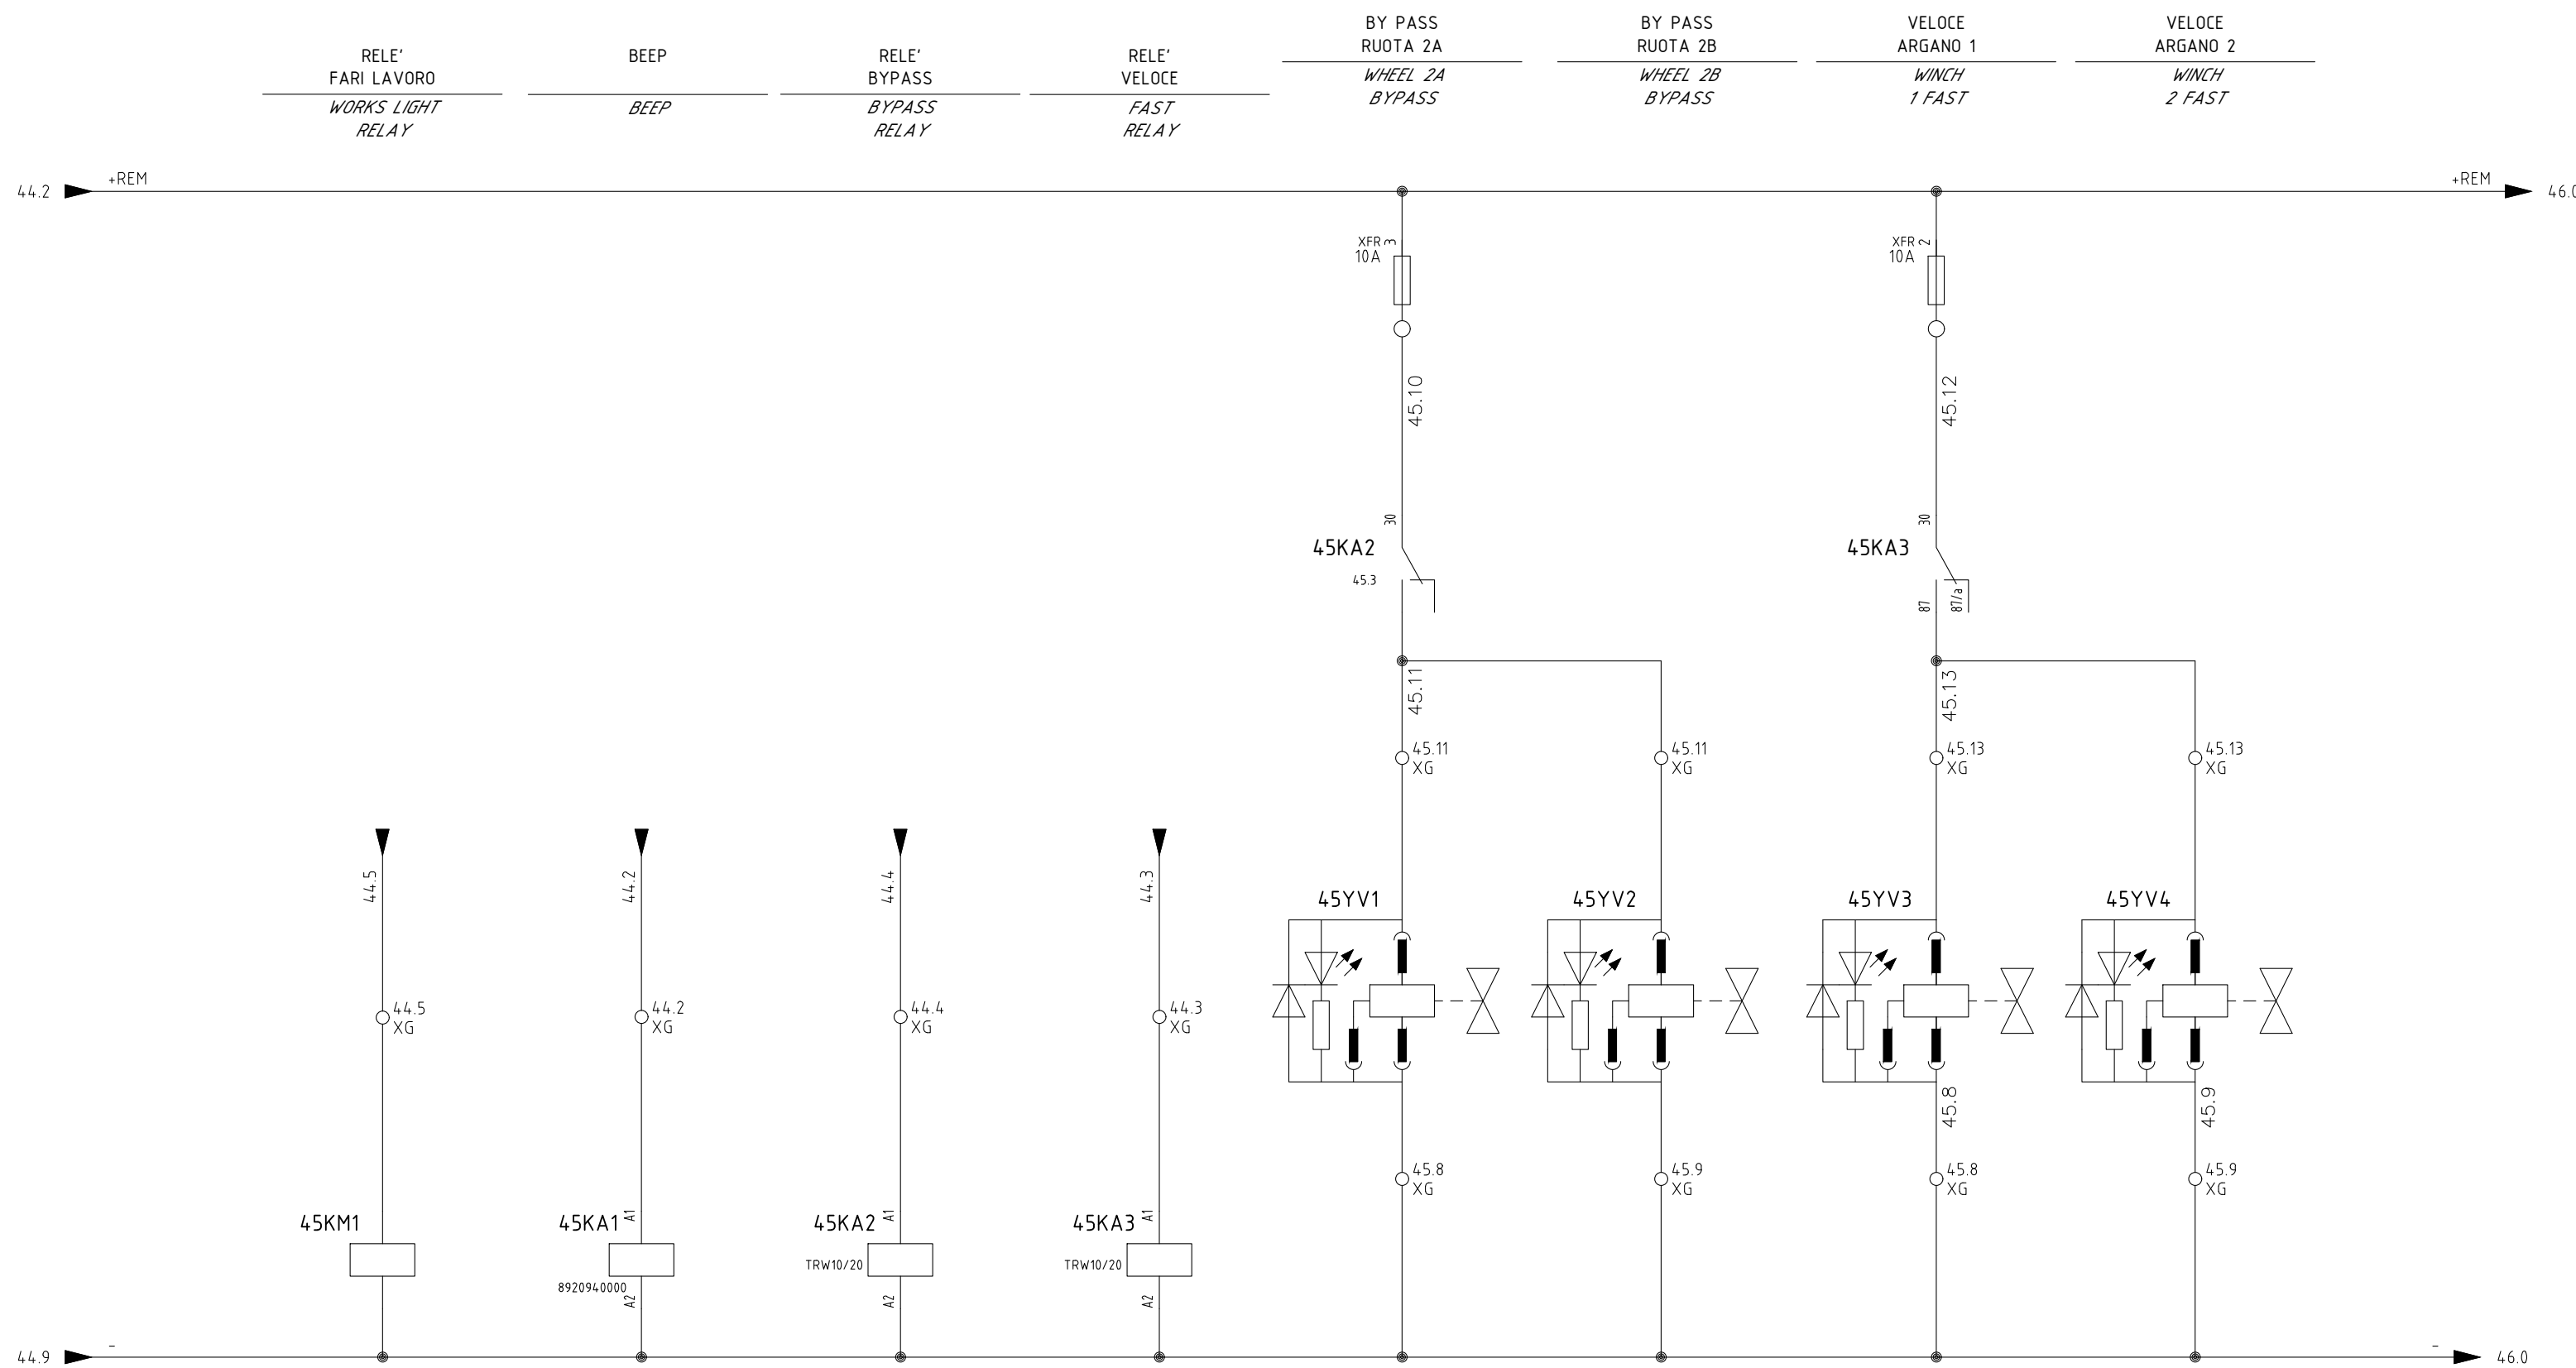 RELE'
FARI LAVORO
WORKS LIGHT
RELAY
BEEP
BEEP
RELE'
BYPASS
BYPASS
RELAY
RELE'
VELOCE
FAST
RELAY
BY PASS
RUOTA 2A
WHEEL 2A
BYPASS
BY PASS
RUOTA 2B
WHEEL 2B
BYPASS
VELOCE
ARGANO 1
WINCH
1 FAST
VELOCE
ARGANO 2
WINCH
2 FAST
44.2
+REM
+REM
46.0
XFR 3
10A
XFR 2
10A
45.10
45.12
30
45KA2
45.3
30
45KA3
87
87/a
45.11
45.13
45.11
XG
45.11
XG
45.13
XG
45.13
XG
44.5
44.2
44.4
44.3
45YV1
45YV2
45YV3
45YV4
44.5
XG
44.2
XG
44.4
XG
44.3
XG
45.8
45.9
45.8
XG
45.9
XG
45.8
XG
45.9
XG
45KM1
45KA1
A1
8920940000
A2
45KA2
A1
TRW10/20
A2
45KA3
A1
TRW10/20
A2
44.9
-
-
46.0